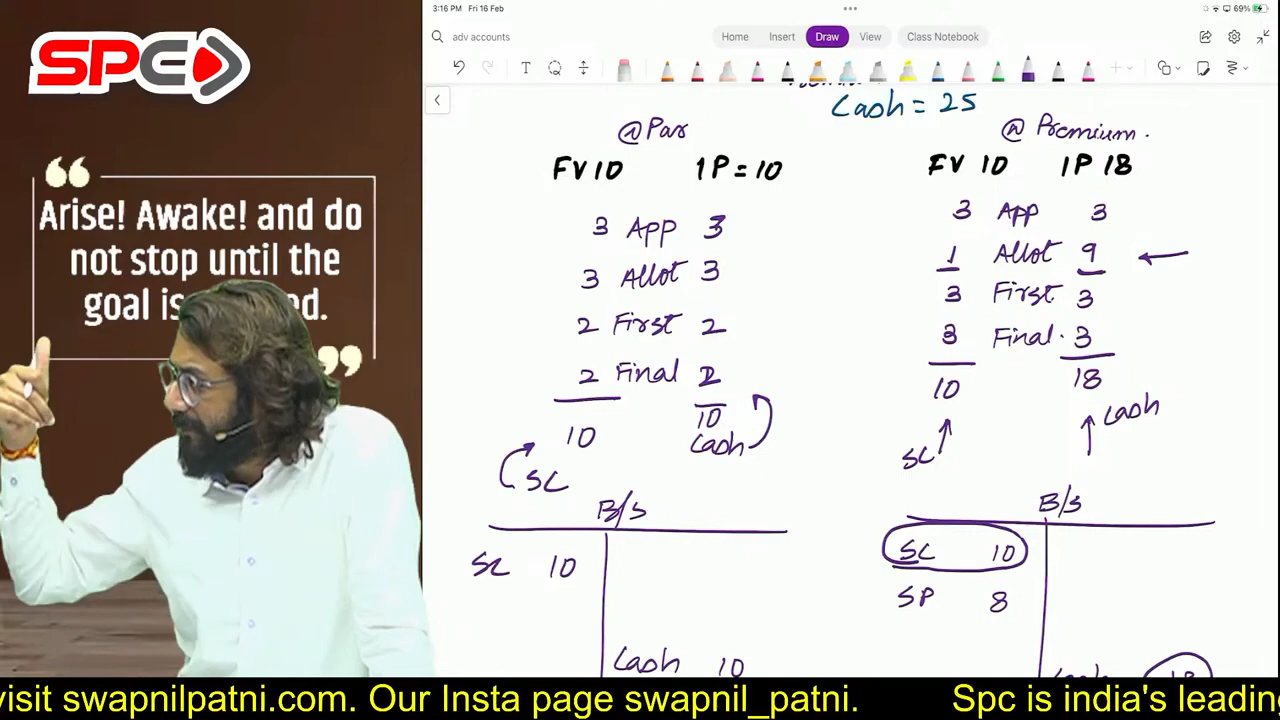 3:16 PM Fri 16 Feb
69%
adv accounts
Home Insert Draw View Class Notebook
T
SPC
Arise! Awake! and do
not stop until the
goal is
Cash = 25
@Par
FV 10 IP = 10
3 App 3
3 Allot 3
2 First 2
2 Final 2
10 10
Cash
SC
B/S
SC 10
Cash 10
@ Premium.
FV 10 IP 18
3 App 3
1 Allot 9
3 First 3
3 Final. 3
10 18
SC Cash
B/S
SC 10
SP 8
visit swapnilpatni.com. Our Insta page swapnil_patni. Spc is india's leadin